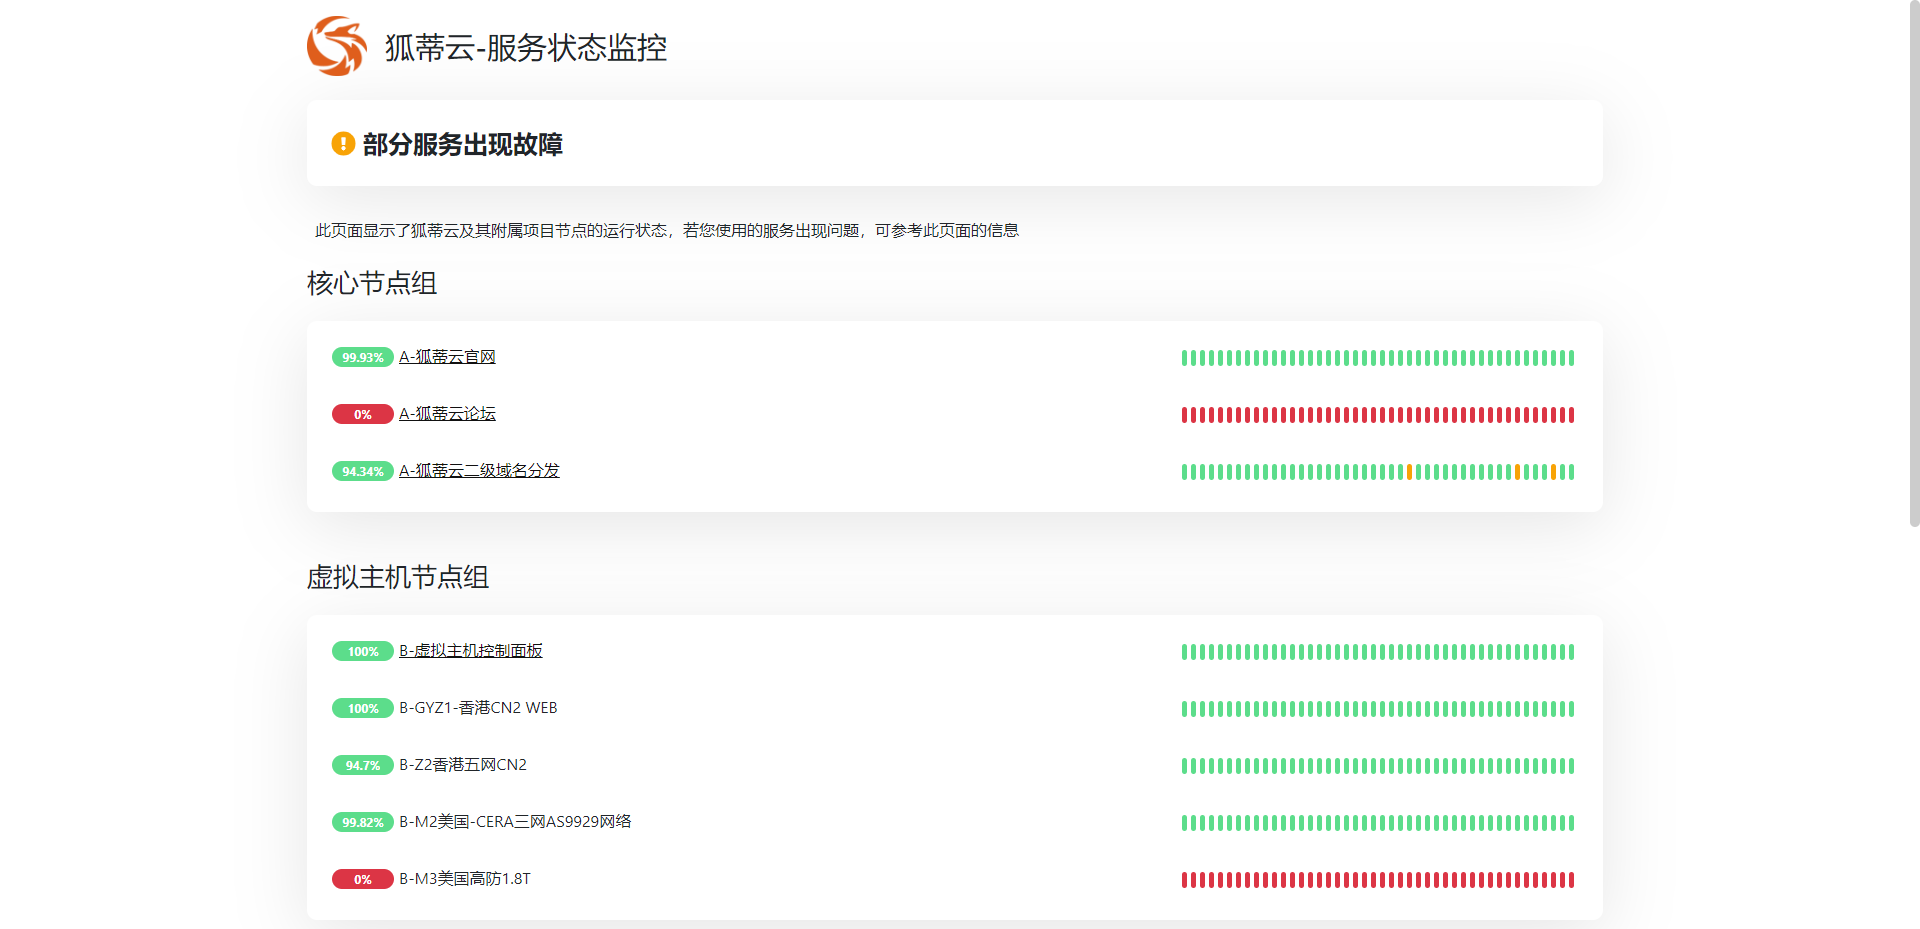 狐蒂云-服务状态监控
部分服务出现故障
此页面显示了狐蒂云及其附属项目节点的运行状态，若您使用的服务出现问题，可参考此页面的信息
核心节点组
99.93% A-狐蒂云官网
0% A-狐蒂云论坛
94.34% A-狐蒂云二级域名分发
虚拟主机节点组
100% B-虚拟主机控制面板
100% B-GYZ1-香港CN2 WEB
94.7% B-Z2香港五网CN2
99.82% B-M2美国-CERA三网AS9929网络
0% B-M3美国高防1.8T